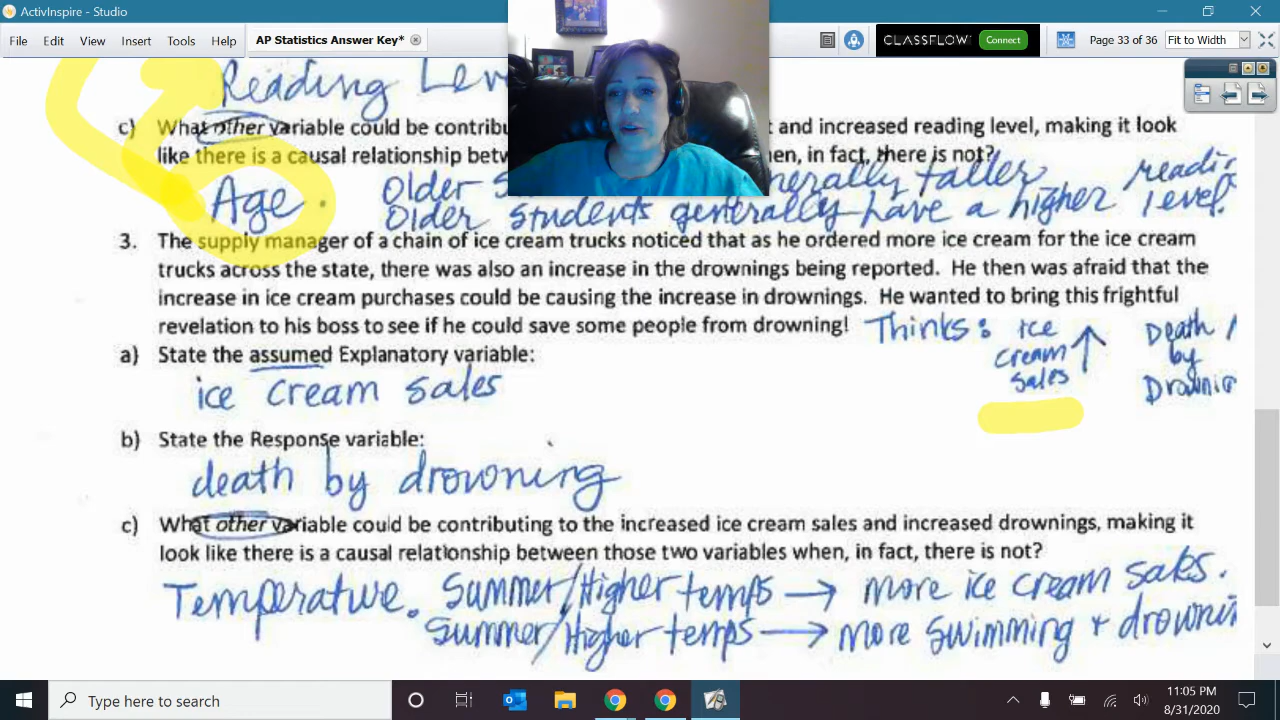 ActivInspire - Studio
File Edit View Insert Tools Help AP Statistics Answer Key* CLASSFLOW Connect Page 33 of 36 Fit to Width
Reading
c) What other variable could be and increased reading level, making it look
like there is a causal relationship in fact, there is not?
Age. Older generally taller
Older students generally have a higher level.
3. The supply manager of a chain of ice cream trucks noticed that as he ordered more ice cream for the ice cream
trucks across the state, there was also an increase in the drownings being reported. He then was afraid that the
increase in ice cream purchases could be causing the increase in drownings. He wanted to bring this frightful
revelation to his boss to see if he could save some people from drowning! Thinks: ice Death
cream by
sales
a) State the assumed Explanatory variable:
ice cream sales
b) State the Response variable:
death by drowning
c) What other variable could be contributing to the increased ice cream sales and increased drownings, making it
look like there is a causal relationship between those two variables when, in fact, there is not?
Temperature. Summer/Higher temps → more ice cream sales.
Summer/Higher temps → more swimming +
Type here to search
11:05 PM
8/31/2020